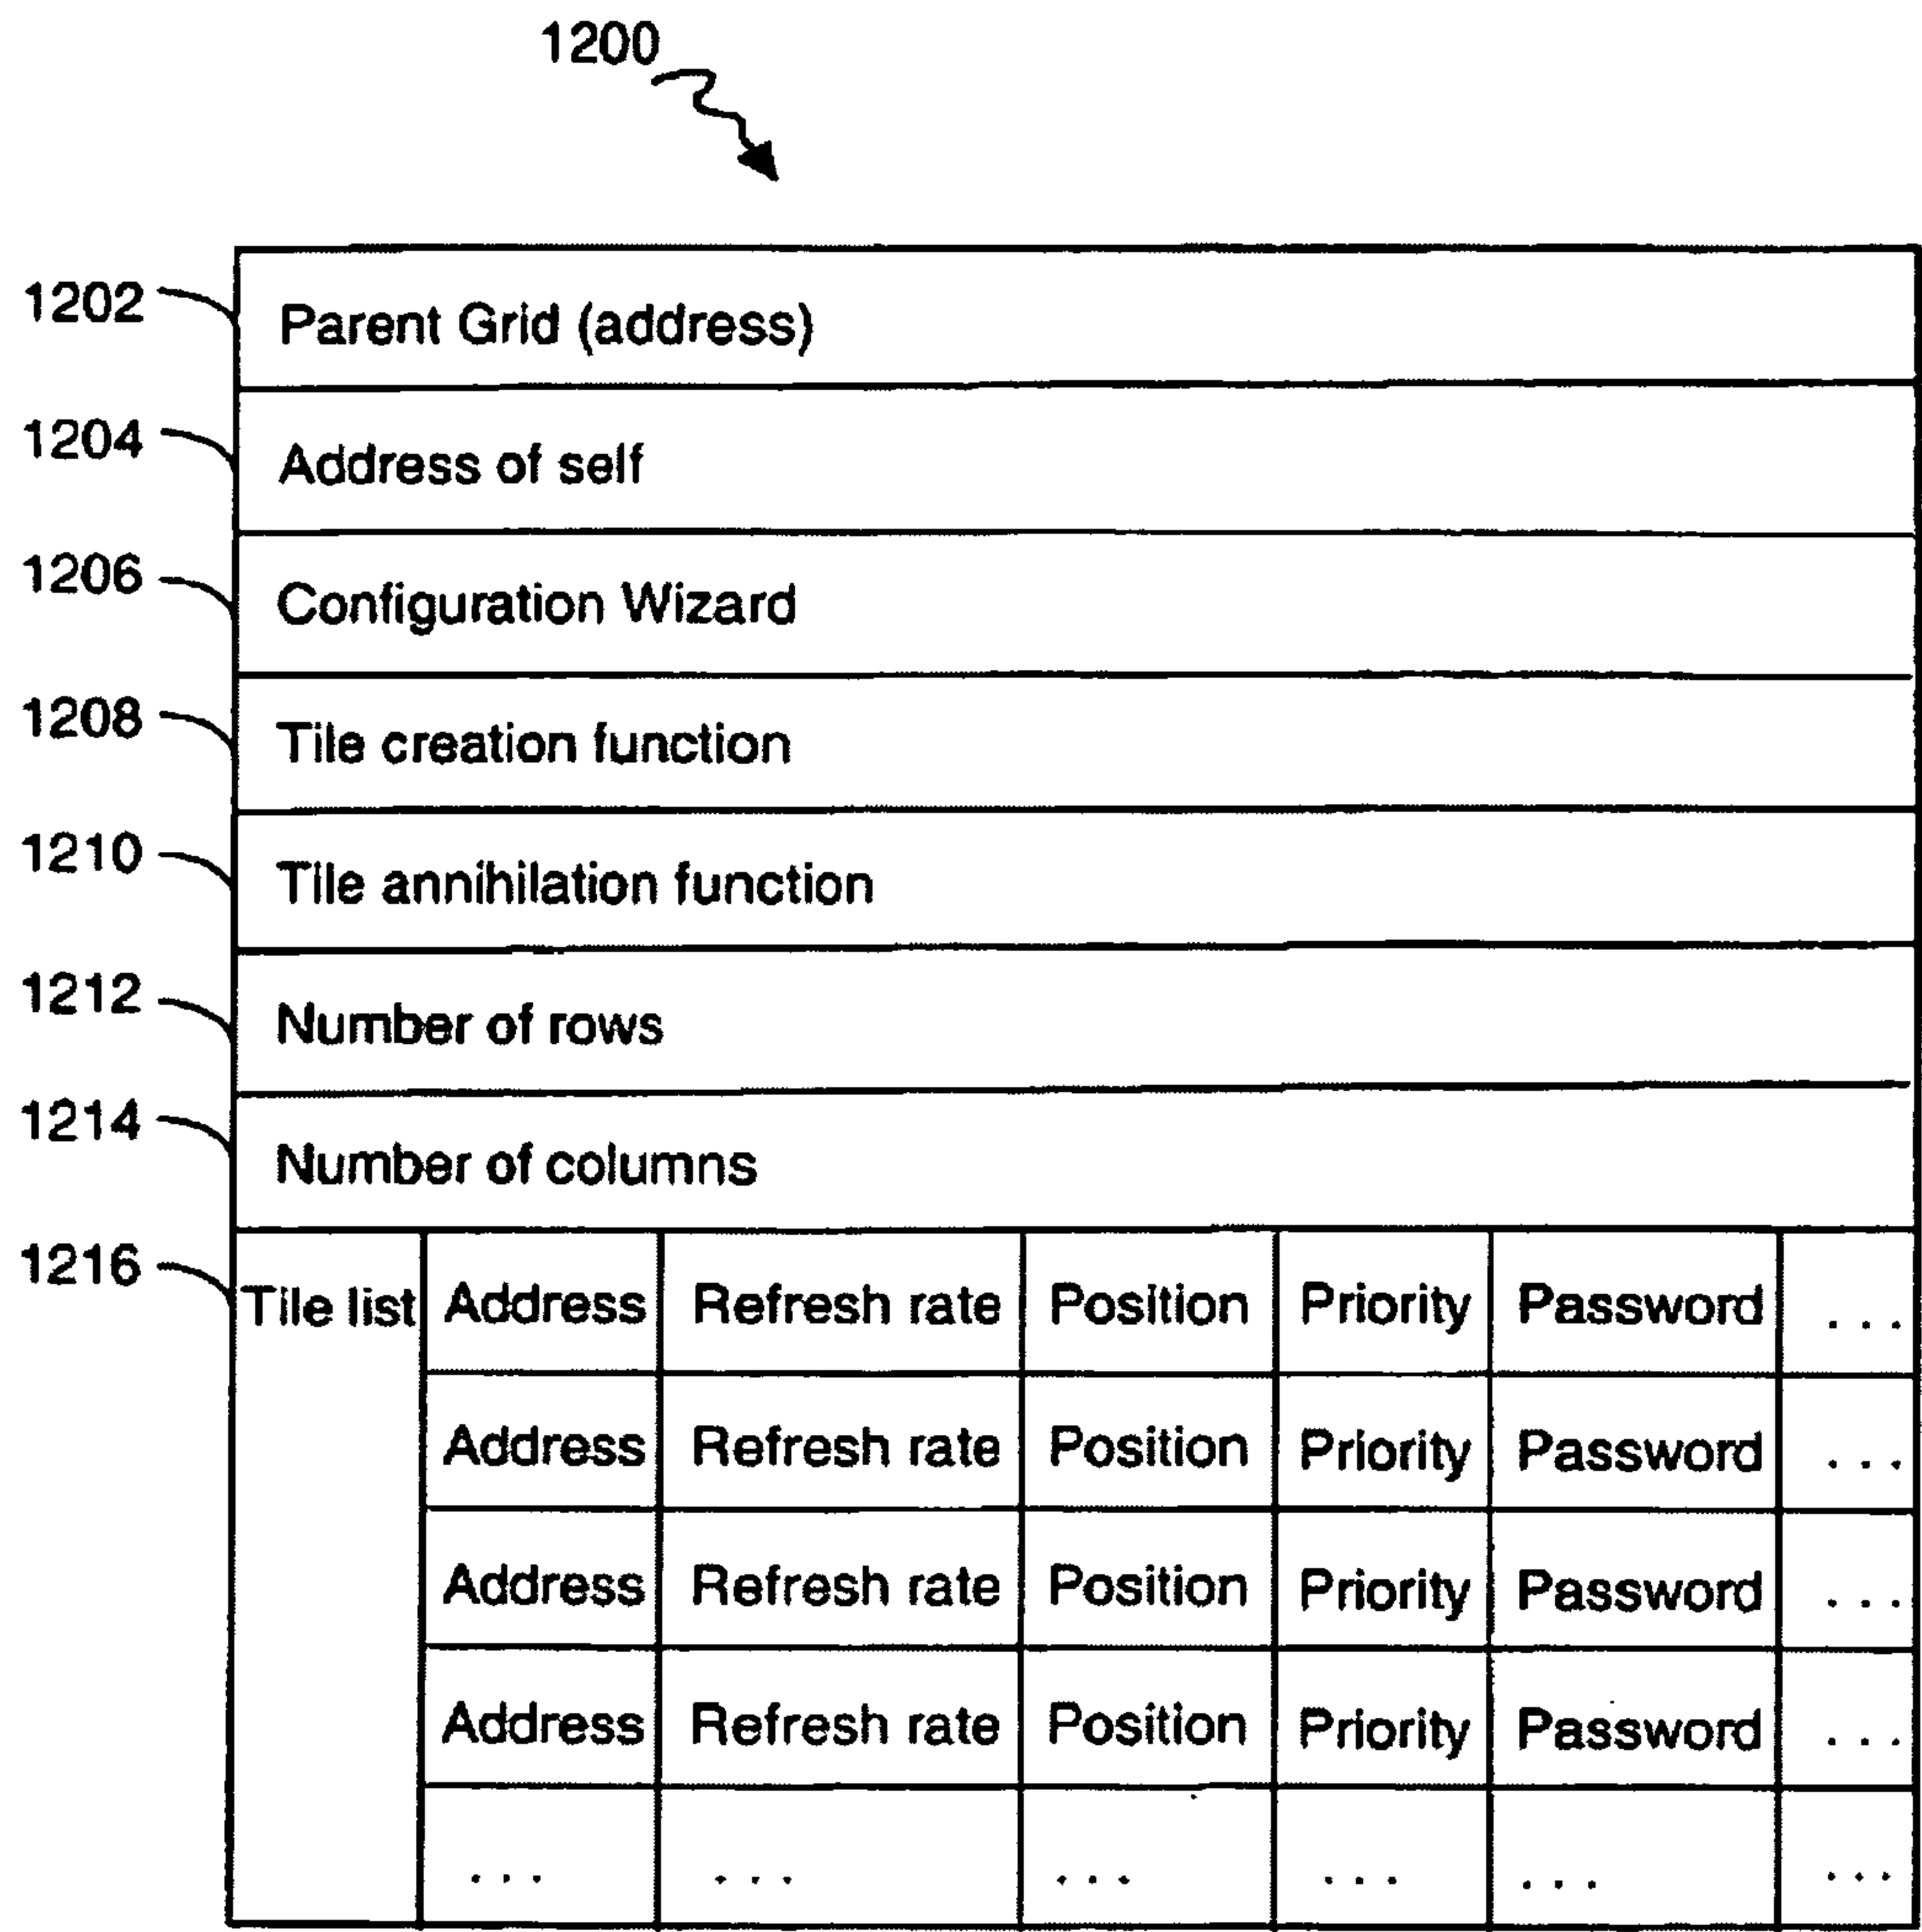 1200
1202 Parent Grid (address)
1204 Address of self
1206 Configuration Wizard
1208 Tile creation function
1210 Tile annihilation function
1212 Number of rows
1214 Number of columns
1216 Tile list Address Refresh rate Position Priority Password ...
Address Refresh rate Position Priority Password ...
Address Refresh rate Position Priority Password ...
Address Refresh rate Position Priority Password ...
... ... ... ... ... ...